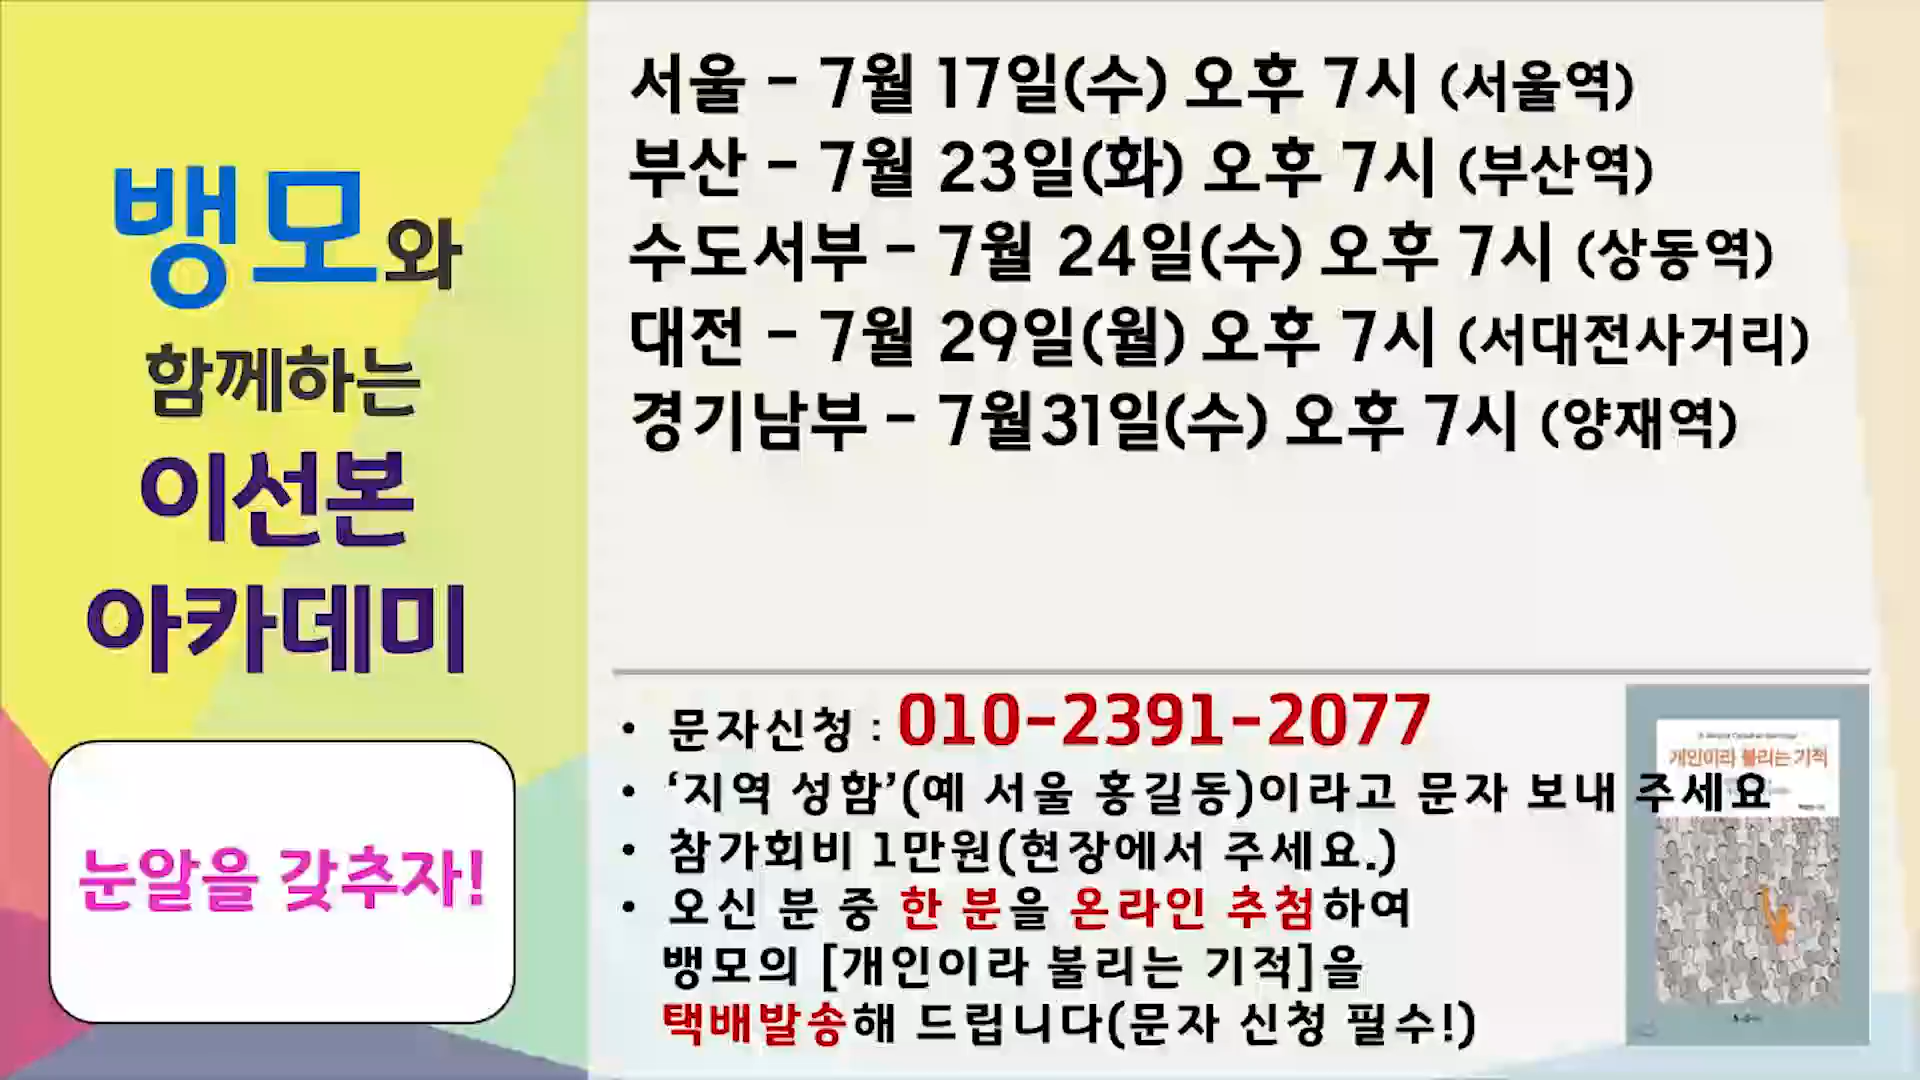 뱅모와
함께하는
이선본
아카데미
눈알을 갖추자!
서울 - 7월 17일(수) 오후 7시 (서울역)
부산 - 7월 23일(화) 오후 7시 (부산역)
수도서부 - 7월 24일(수) 오후 7시 (상동역)
대전 - 7월 29일(월) 오후 7시 (서대전사거리)
경기남부 - 7월31일(수) 오후 7시 (양재역)
• 문자신청 : 010-2391-2077
• ‘지역 성함’(예 서울 홍길동)이라고 문자 보내 주세요
• 참가회비 1만원(현장에서 주세요.)
• 오신 분 중 한 분을 온라인 추첨하여
뱅모의 [개인이라 불리는 기적]을
택배발송해 드립니다(문자 신청 필수!)
개인이라 불리는 기적